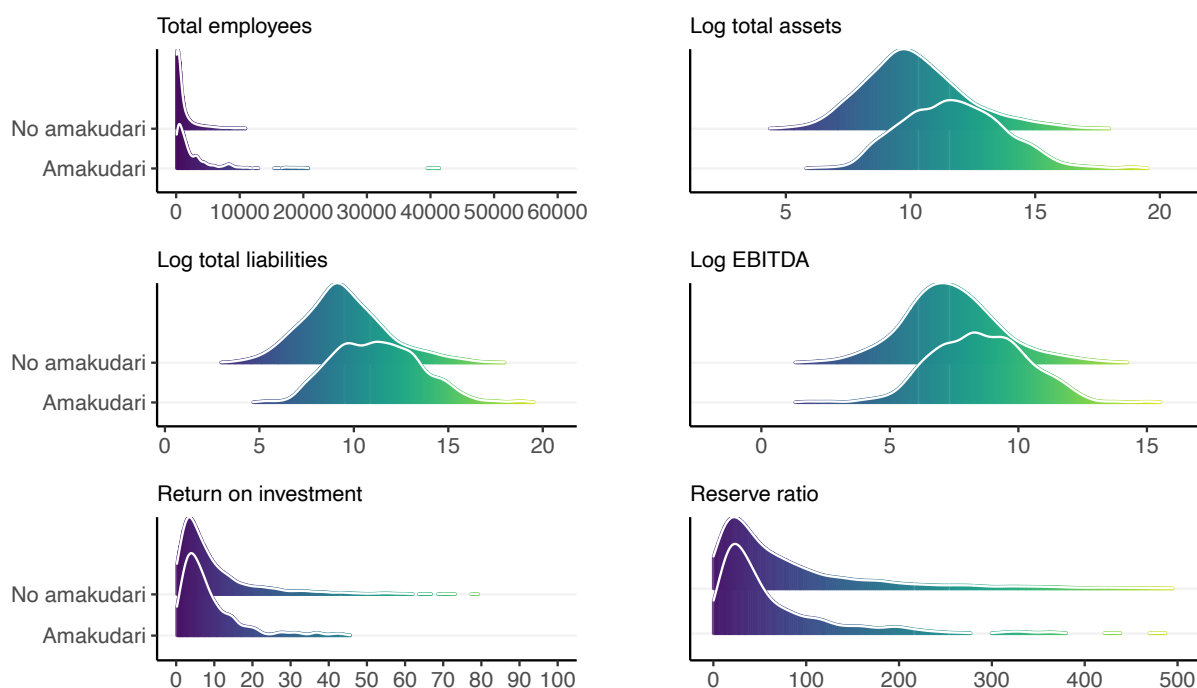 Total employees
No amakudari
Amakudari
0 10000 20000 30000 40000 50000 60000
Log total assets
5 10 15 20
Log total liabilities
No amakudari
Amakudari
0 5 10 15 20
Log EBITDA
0 5 10 15
Return on investment
No amakudari
Amakudari
0 10 20 30 40 50 60 70 80 90 100
Reserve ratio
0 100 200 300 400 500